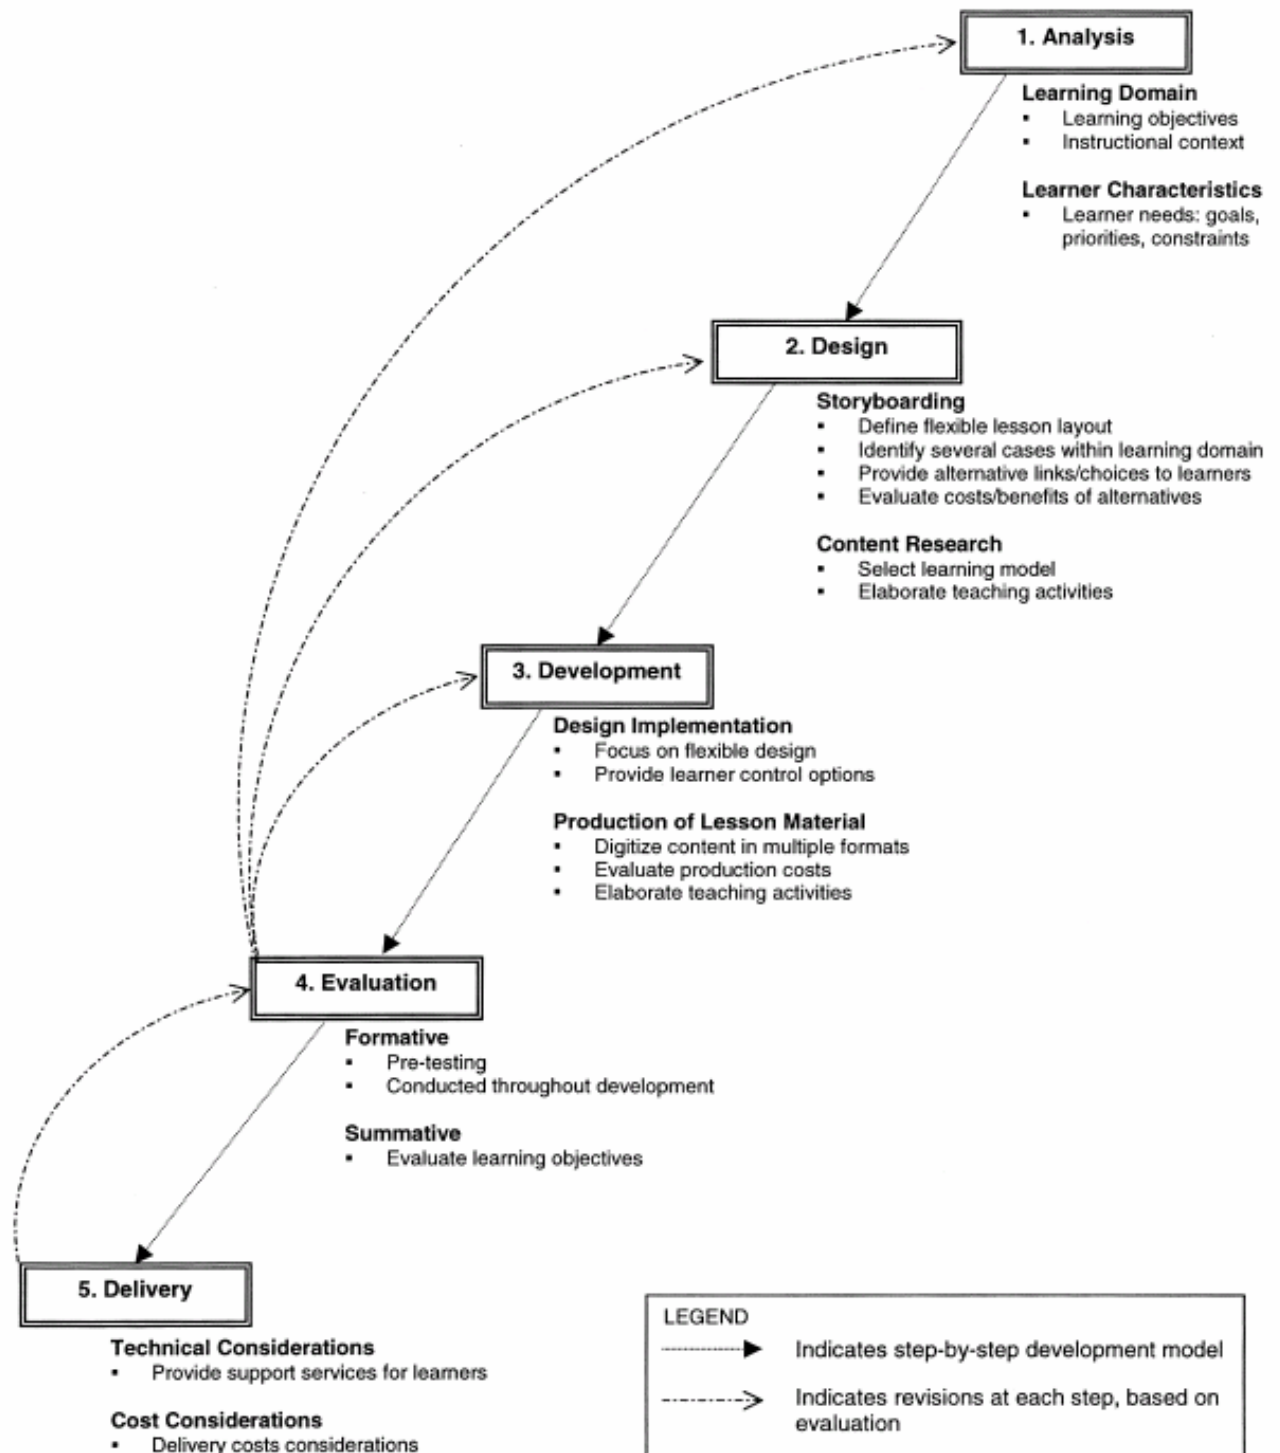 1. Analysis
Learning Domain
▪ Learning objectives
▪ Instructional context
Learner Characteristics
▪ Learner needs: goals,
priorities, constraints
2. Design
Storyboarding
▪ Define flexible lesson layout
▪ Identify several cases within learning domain
▪ Provide alternative links/choices to learners
▪ Evaluate costs/benefits of alternatives
Content Research
▪ Select learning model
▪ Elaborate teaching activities
3. Development
Design Implementation
▪ Focus on flexible design
▪ Provide learner control options
Production of Lesson Material
▪ Digitize content in multiple formats
▪ Evaluate production costs
▪ Elaborate teaching activities
4. Evaluation
Formative
▪ Pre-testing
▪ Conducted throughout development
Summative
▪ Evaluate learning objectives
5. Delivery
Technical Considerations
▪ Provide support services for learners
Cost Considerations
▪ Delivery costs considerations
LEGEND
Indicates step-by-step development model
Indicates revisions at each step, based on
evaluation